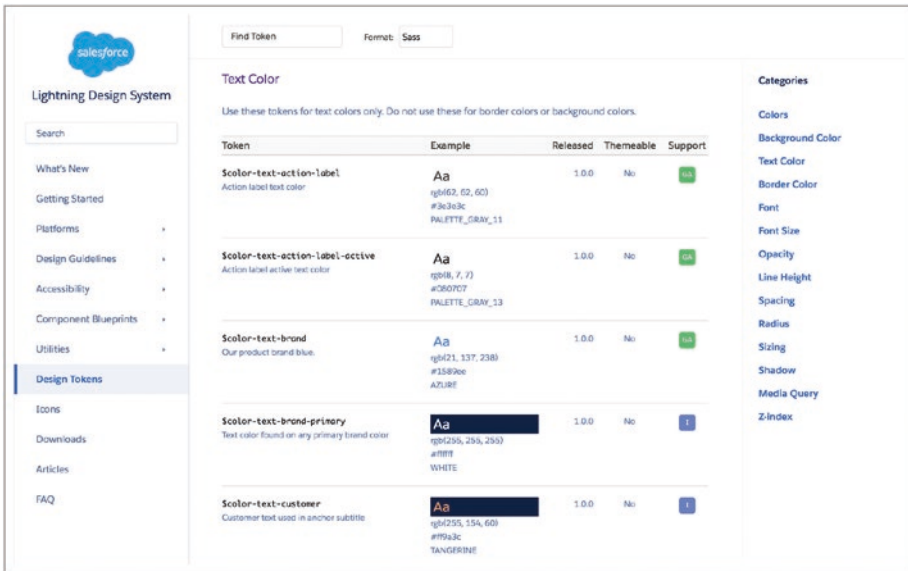 salesforce
Lightning Design System
Search
What's New
Getting Started
Platforms
Design Guidelines
Accessibility
Component Blueprints
Utilities
Design Tokens
Icons
Downloads
Articles
FAQ
Find Token
Format: Sass
Text Color
Use these tokens for text colors only. Do not use these for border colors or background colors.
Token Example Released Themeable Support
$color-text-action-label Aa 1.0.0 No GA
Action label text color
rgb(62, 62, 60)
#3e3e3c
PALETTE_GRAY_11
$color-text-action-label-active Aa 1.0.0 No GA
Action label active text color
rgb(8, 7, 7)
#080707
PALETTE_GRAY_13
$color-text-brand Aa 1.0.0 No GA
Our product brand blue.
rgb(21, 137, 238)
#1589ee
AZURE
$color-text-brand-primary Aa 1.0.0 No I
Text color found on any primary brand color
rgb(255, 255, 255)
#ffffff
WHITE
$color-text-customer Aa 1.0.0 No I
Customer text used in anchor subtitle
rgb(255, 154, 60)
#ff9a3c
TANGERINE
Categories
Colors
Background Color
Text Color
Border Color
Font
Font Size
Opacity
Line Height
Spacing
Radius
Sizing
Shadow
Media Query
Z-Index